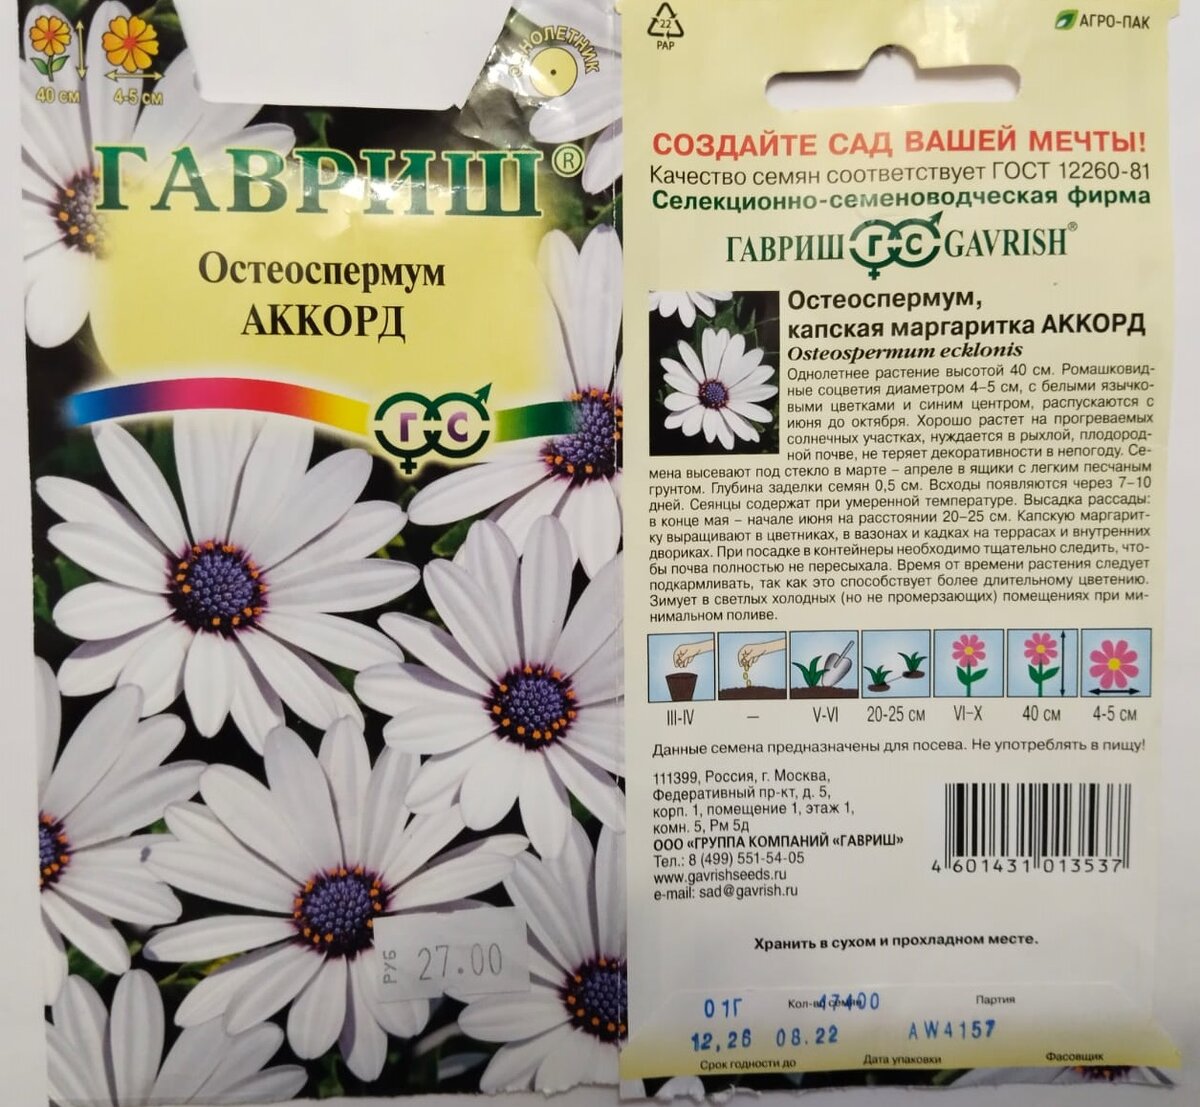 40 см
4-5 см
ОДНОЛЕТНИК
ГАВРИШ®
Остеоспермум
АККОРД
ГС
РУБ
27.00
22
PAP
АГРО-ПАК
СОЗДАЙТЕ САД ВАШЕЙ МЕЧТЫ!
Качество семян соответствует ГОСТ 12260-81
Селекционно-семеноводческая фирма
ГАВРИШ ГС GAVRISH®
Остеоспермум,
капская маргаритка АККОРД
Osteospermum ecklonis
Однолетнее растение высотой 40 см. Ромашковид-
ные соцветия диаметром 4–5 см, с белыми язычко-
выми цветками и синим центром, распускаются с
июня до октября. Хорошо растет на прогреваемых
солнечных участках, нуждается в рыхлой, плодород-
ной почве, не теряет декоративности в непогоду. Се-
мена высевают под стекло в марте – апреле в ящики с легким песчаным
грунтом. Глубина заделки семян 0,5 см. Всходы появляются через 7–10
дней. Сеянцы содержат при умеренной температуре. Высадка рассады:
в конце мая – начале июня на расстоянии 20–25 см. Капскую маргарит-
ку выращивают в цветниках, в вазонах и кадках на террасах и внутренних
двориках. При посадке в контейнеры необходимо тщательно следить, что-
бы почва полностью не пересыхала. Время от времени растения следует
подкармливать, так как это способствует более длительному цветению.
Зимует в светлых холодных (но не промерзающих) помещениях при ми-
нимальном поливе.
III-IV — V-VI 20-25 см VI–X 40 см 4-5 см
Данные семена предназначены для посева. Не употреблять в пищу!
111399, Россия, г. Москва,
Федеративный пр-кт, д. 5,
корп. 1, помещение 1, этаж 1,
комн. 5, Рм 5д
ООО «ГРУППА КОМПАНИЙ «ГАВРИШ»
Тел.: 8 (499) 551-54-05
www.gavrishseeds.ru
e-mail: sad@gavrish.ru
4 601431 013537
Хранить в сухом и прохладном месте.
01Г Кол-во семян 47400 Партия
12,26 08.22 AW4157
Срок годности до Дата упаковки Фасовщик